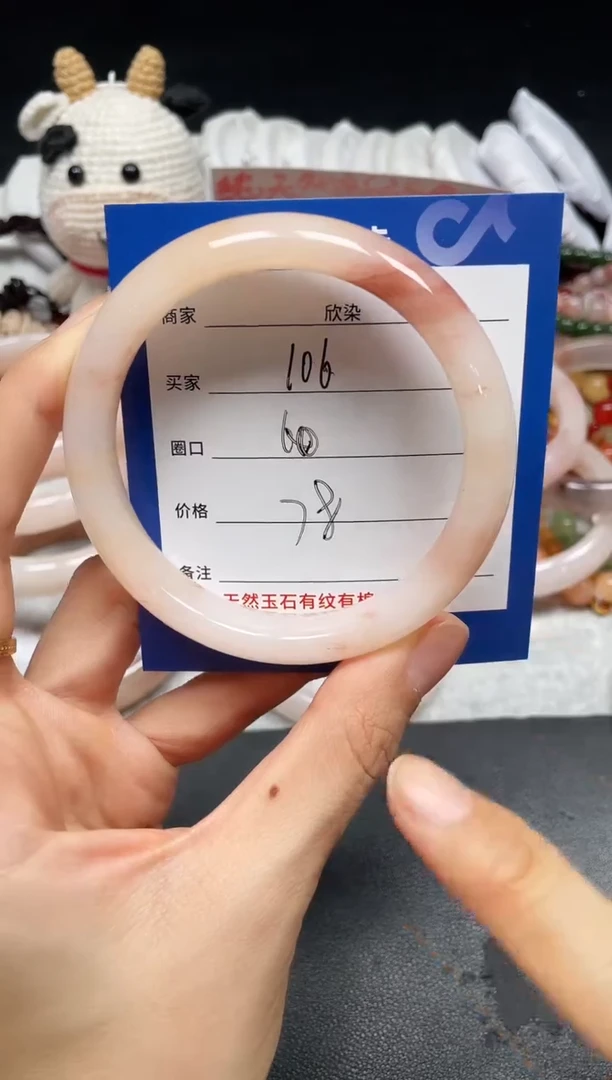 商家 欣染
买家 106
圈口 60
价格 78
备注
天然玉石有纹有棉